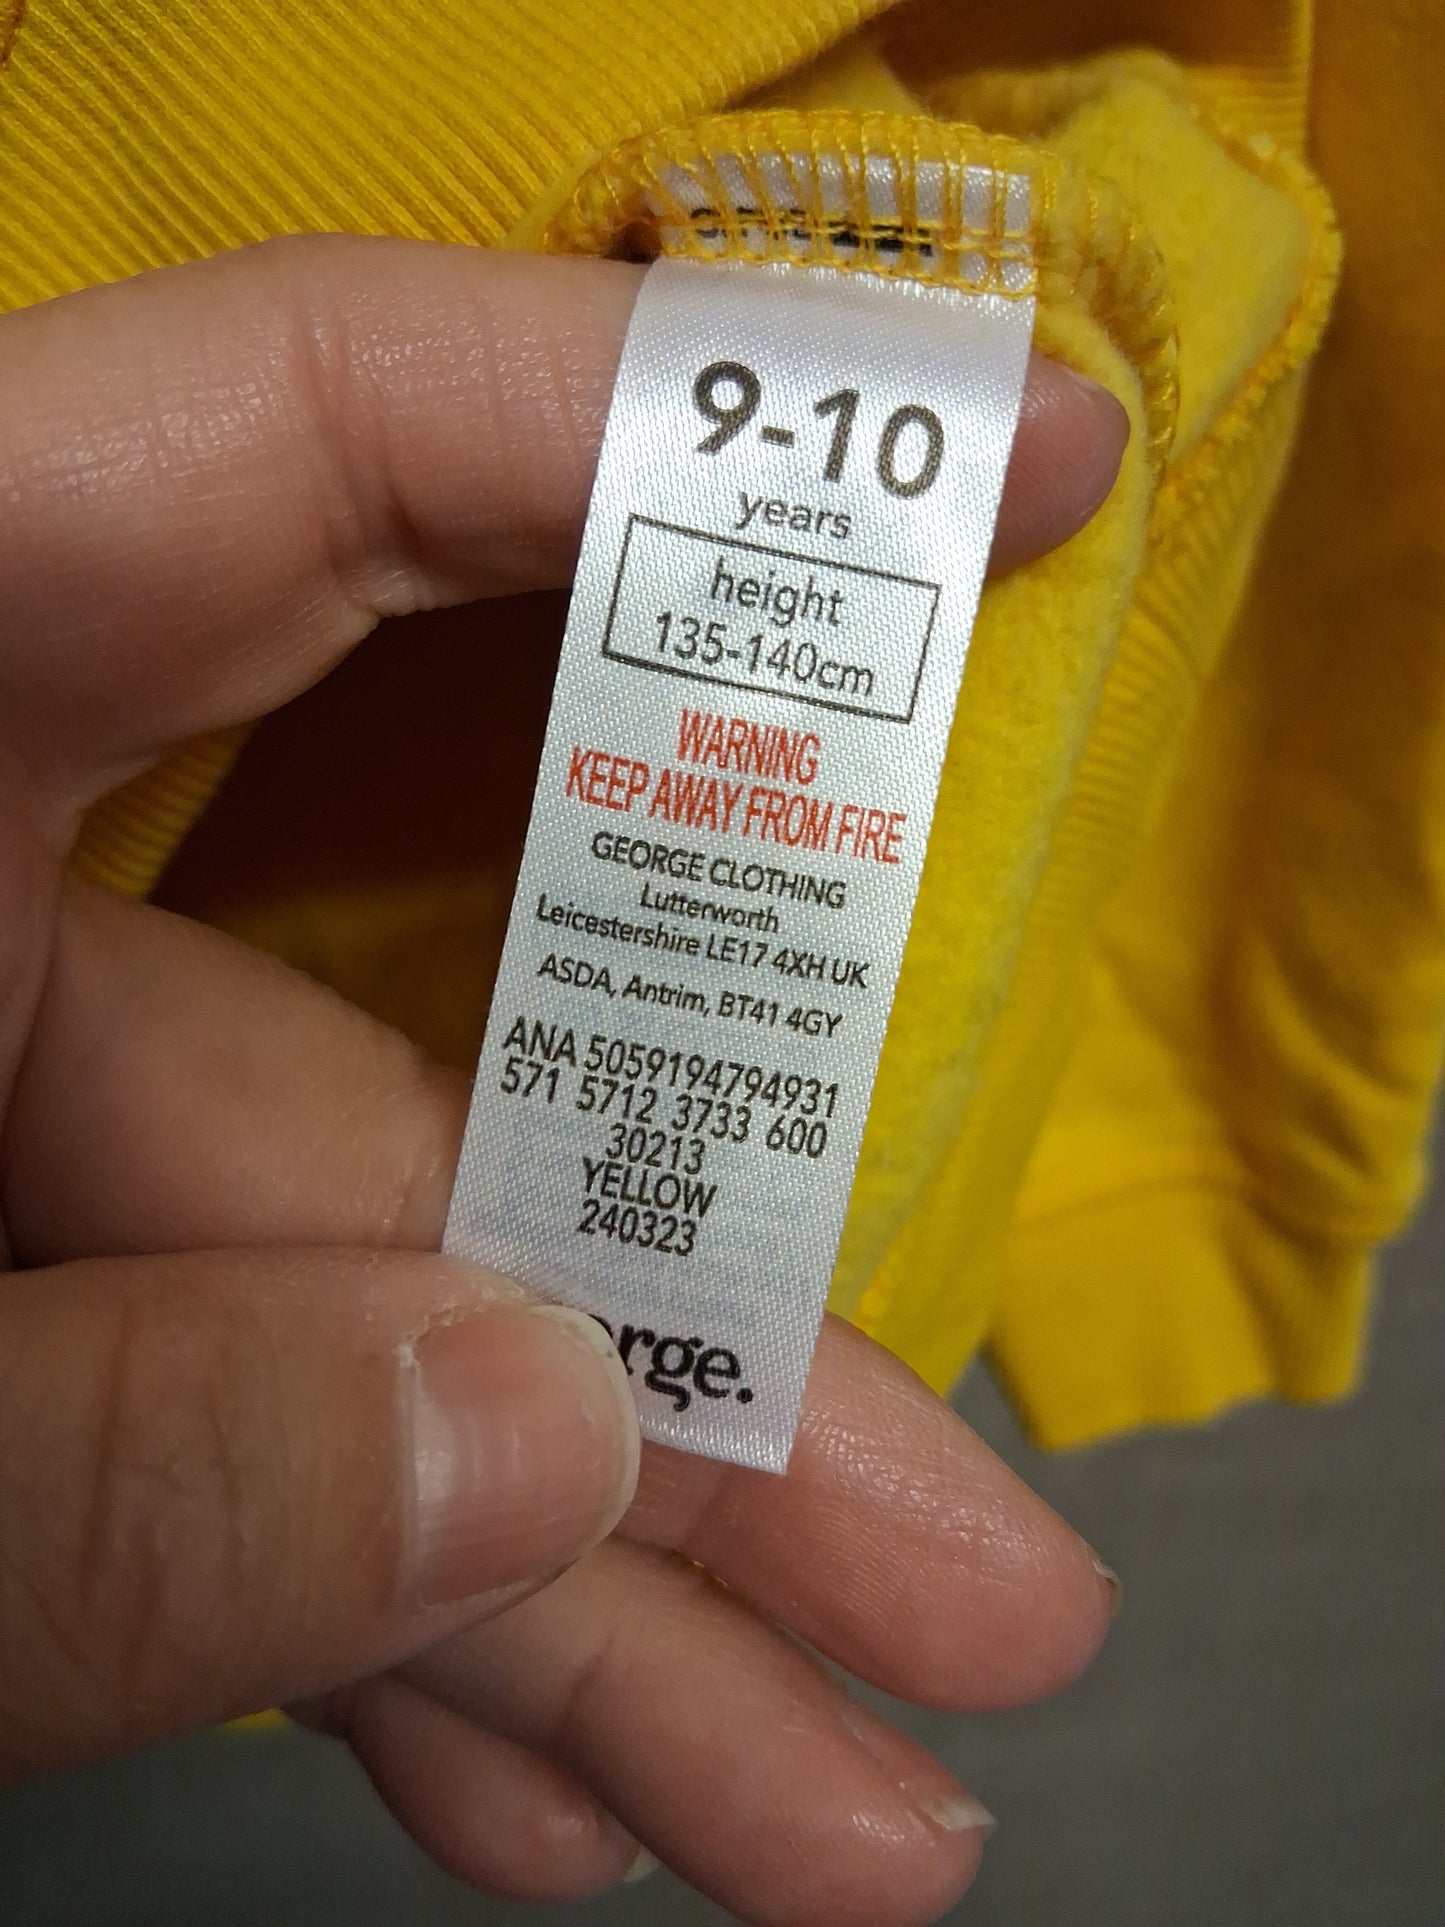 9-10
years
height
135-140cm
WARNING
KEEP AWAY FROM FIRE
GEORGE CLOTHING
Lutterworth
Leicestershire LE17 4XH UK
ASDA, Antrim, BT41 4GY
ANA 5059194794931
571 5712 3733 600
30213
YELLOW
240323
rge.